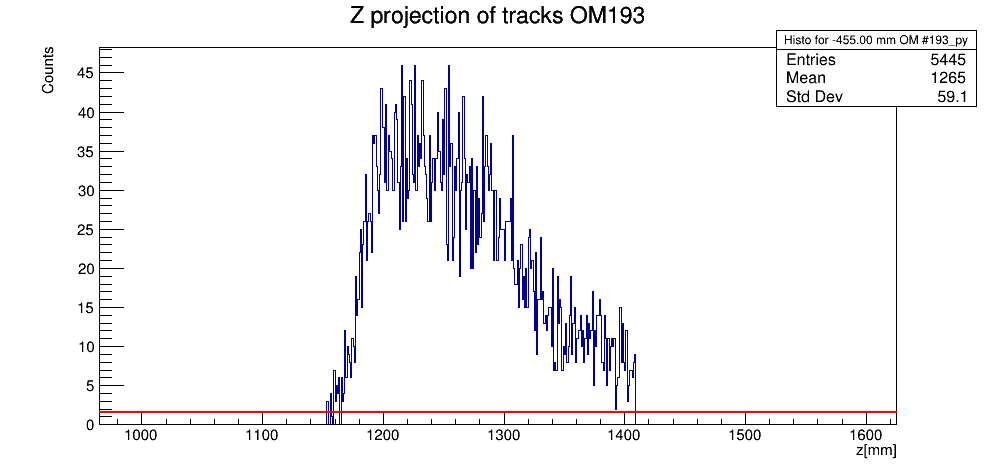 Z projection of tracks OM193
Histo for -455.00 mm OM #193_py
Entries 5445
Mean 1265
Std Dev 59.1
Counts
45
40
35
30
25
20
15
10
5
0
1000 1100 1200 1300 1400 1500 1600
z[mm]